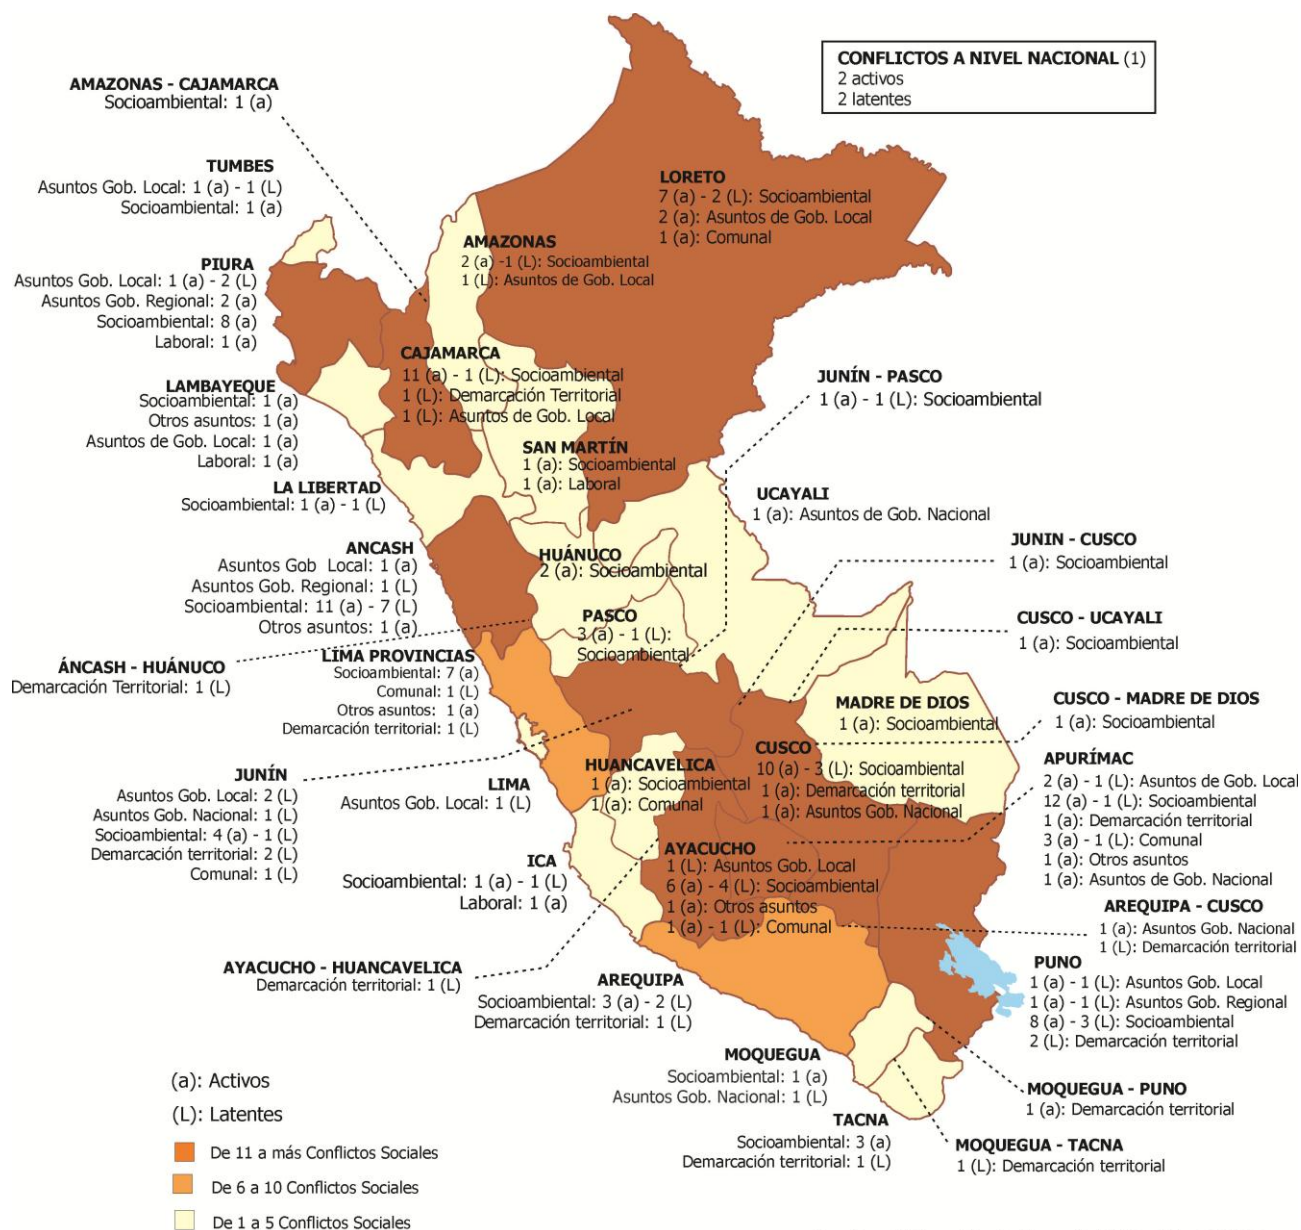 CONFLICTOS A NIVEL NACIONAL (1)
2 activos
2 latentes
AMAZONAS - CAJAMARCA
Socioambiental: 1 (a)
TUMBES
Asuntos Gob. Local: 1 (a) - 1 (L)
Socioambiental: 1 (a)
LORETO
7 (a) - 2 (L): Socioambiental
2 (a): Asuntos de Gob. Local
1 (a): Comunal
AMAZONAS
2 (a) -1 (L): Socioambiental
1 (L): Asuntos de Gob. Local
PIURA
Asuntos Gob. Local: 1 (a) - 2 (L)
Asuntos Gob. Regional: 2 (a)
Socioambiental: 8 (a)
Laboral: 1 (a)
CAJAMARCA
11 (a) - 1 (L): Socioambiental
1 (L): Demarcación Territorial
1 (L): Asuntos de Gob. Local
JUNÍN - PASCO
1 (a) - 1 (L): Socioambiental
LAMBAYEQUE
Socioambiental: 1 (a)
Otros asuntos: 1 (a)
Asuntos de Gob. Local: 1 (a)
Laboral: 1 (a)
SAN MARTÍN
1 (a): Socioambiental
1 (a): Laboral
LA LIBERTAD
Socioambiental: 1 (a) - 1 (L)
UCAYALI
1 (a): Asuntos de Gob. Nacional
ANCASH
Asuntos Gob Local: 1 (a)
Asuntos Gob. Regional: 1 (L)
Socioambiental: 11 (a) - 7 (L)
Otros asuntos: 1 (a)
HUÁNUCO
2 (a): Socioambiental
JUNIN - CUSCO
1 (a): Socioambiental
PASCO
3 (a) - 1 (L):
Socioambiental
CUSCO - UCAYALI
1 (a): Socioambiental
ÁNCASH - HUÁNUCO
Demarcación Territorial: 1 (L)
LIMA PROVINCIAS
Socioambiental: 7 (a)
Comunal: 1 (L)
Otros asuntos: 1 (a)
Demarcación territorial: 1 (L)
MADRE DE DIOS
1 (a): Socioambiental
CUSCO - MADRE DE DIOS
1 (a): Socioambiental
JUNÍN
Asuntos Gob. Local: 2 (L)
Asuntos Gob. Nacional: 1 (L)
Socioambiental: 4 (a) - 1 (L)
Demarcación territorial: 2 (L)
Comunal: 1 (L)
LIMA
Asuntos Gob. Local: 1 (L)
HUANCAVELICA
1 (a): Socioambiental
1 (a): Comunal
CUSCO
10 (a) - 3 (L): Socioambiental
1 (a): Demarcación territorial
1 (a): Asuntos Gob. Nacional
APURÍMAC
2 (a) - 1 (L): Asuntos de Gob. Local
12 (a) - 1 (L): Socioambiental
1 (a): Demarcación territorial
3 (a) - 1 (L): Comunal
1 (a): Otros asuntos
1 (a): Asuntos de Gob. Nacional
ICA
Socioambiental: 1 (a) - 1 (L)
Laboral: 1 (a)
AYACUCHO
1 (L): Asuntos Gob. Local
6 (a) - 4 (L): Socioambiental
1 (a): Otros asuntos
1 (a) - 1 (L): Comunal
AREQUIPA - CUSCO
1 (a): Asuntos Gob. Nacional
1 (L): Demarcación territorial
AYACUCHO - HUANCAVELICA
Demarcación territorial: 1 (L)
AREQUIPA
Socioambiental: 3 (a) - 2 (L)
Demarcación territorial: 1 (L)
PUNO
1 (a) - 1 (L): Asuntos Gob. Local
1 (a) - 1 (L): Asuntos Gob. Regional
8 (a) - 3 (L): Socioambiental
2 (L): Demarcación territorial
MOQUEGUA
Socioambiental: 1 (a)
Asuntos Gob. Nacional: 1 (L)
MOQUEGUA - PUNO
1 (a): Demarcación territorial
TACNA
Socioambiental: 3 (a)
Demarcación territorial: 1 (L)
MOQUEGUA - TACNA
1 (L): Demarcación territorial
(a): Activos
(L): Latentes
De 11 a más Conflictos Sociales
De 6 a 10 Conflictos Sociales
De 1 a 5 Conflictos Sociales